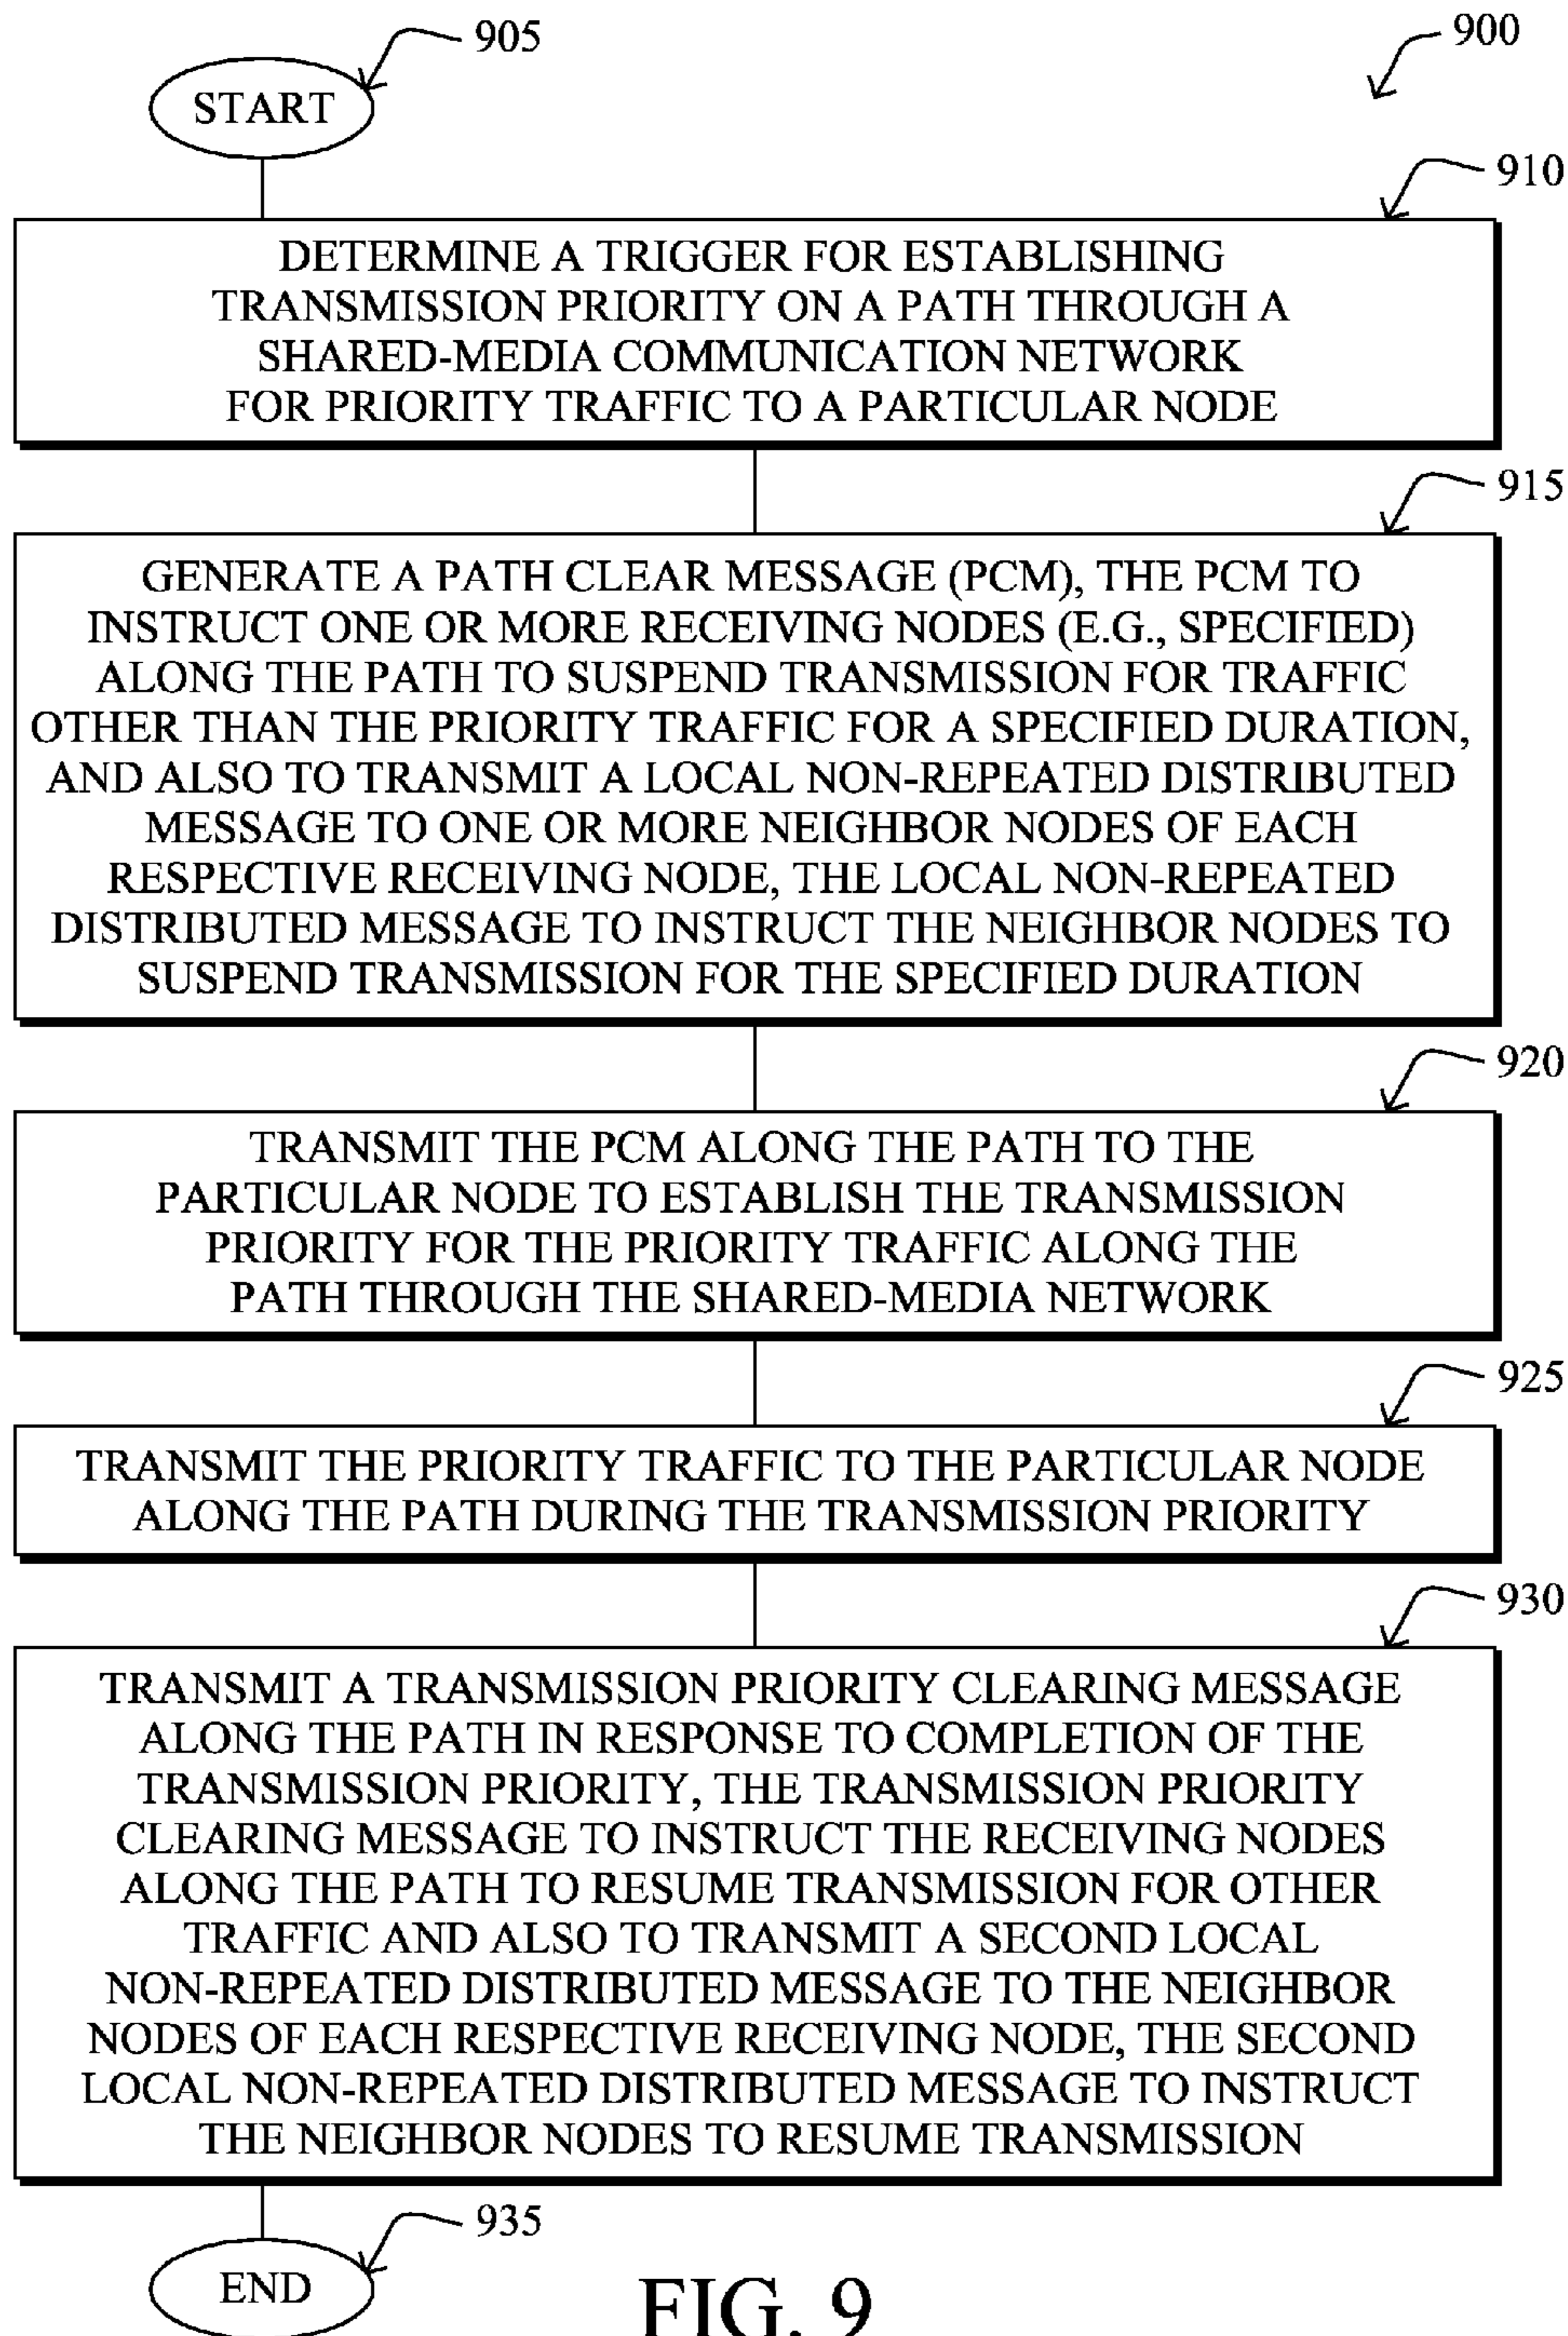 905
900
START
910
DETERMINE A TRIGGER FOR ESTABLISHING
TRANSMISSION PRIORITY ON A PATH THROUGH A
SHARED-MEDIA COMMUNICATION NETWORK
FOR PRIORITY TRAFFIC TO A PARTICULAR NODE
915
GENERATE A PATH CLEAR MESSAGE (PCM), THE PCM TO
INSTRUCT ONE OR MORE RECEIVING NODES (E.G., SPECIFIED)
ALONG THE PATH TO SUSPEND TRANSMISSION FOR TRAFFIC
OTHER THAN THE PRIORITY TRAFFIC FOR A SPECIFIED DURATION,
AND ALSO TO TRANSMIT A LOCAL NON-REPEATED DISTRIBUTED
MESSAGE TO ONE OR MORE NEIGHBOR NODES OF EACH
RESPECTIVE RECEIVING NODE, THE LOCAL NON-REPEATED
DISTRIBUTED MESSAGE TO INSTRUCT THE NEIGHBOR NODES TO
SUSPEND TRANSMISSION FOR THE SPECIFIED DURATION
920
TRANSMIT THE PCM ALONG THE PATH TO THE
PARTICULAR NODE TO ESTABLISH THE TRANSMISSION
PRIORITY FOR THE PRIORITY TRAFFIC ALONG THE
PATH THROUGH THE SHARED-MEDIA NETWORK
925
TRANSMIT THE PRIORITY TRAFFIC TO THE PARTICULAR NODE
ALONG THE PATH DURING THE TRANSMISSION PRIORITY
930
TRANSMIT A TRANSMISSION PRIORITY CLEARING MESSAGE
ALONG THE PATH IN RESPONSE TO COMPLETION OF THE
TRANSMISSION PRIORITY, THE TRANSMISSION PRIORITY
CLEARING MESSAGE TO INSTRUCT THE RECEIVING NODES
ALONG THE PATH TO RESUME TRANSMISSION FOR OTHER
TRAFFIC AND ALSO TO TRANSMIT A SECOND LOCAL
NON-REPEATED DISTRIBUTED MESSAGE TO THE NEIGHBOR
NODES OF EACH RESPECTIVE RECEIVING NODE, THE SECOND
LOCAL NON-REPEATED DISTRIBUTED MESSAGE TO INSTRUCT
THE NEIGHBOR NODES TO RESUME TRANSMISSION
935
END
FIG. 9